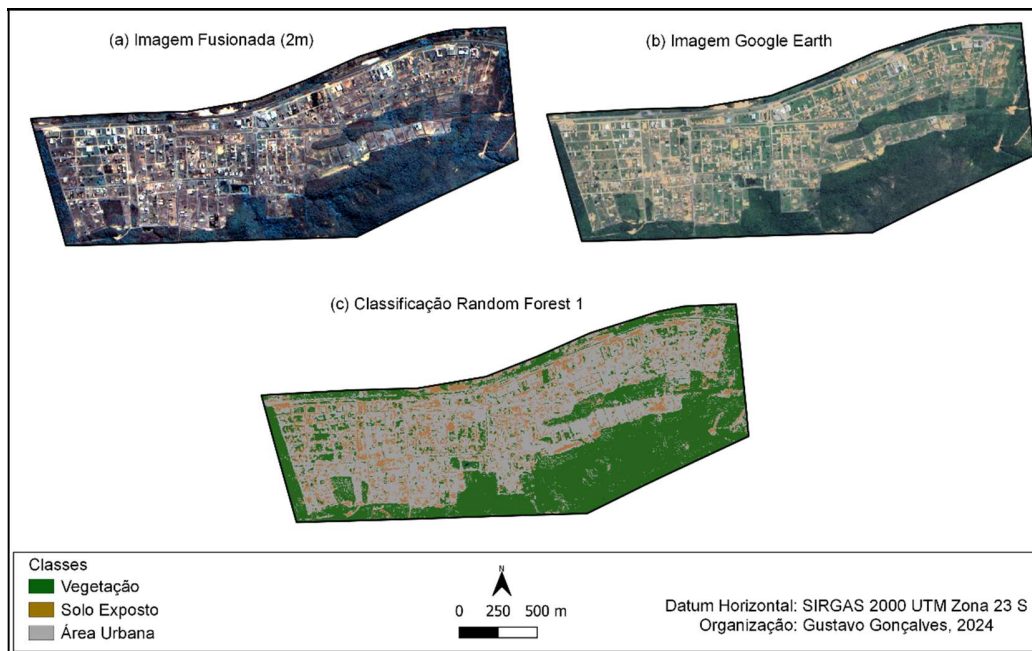 (a) Imagem Fusionada (2m)
(b) Imagem Google Earth
(c) Classificação Random Forest 1
Classes
Vegetação
Solo Exposto
Área Urbana
N
0 250 500 m
Datum Horizontal: SIRGAS 2000 UTM Zona 23 S
Organização: Gustavo Gonçalves, 2024